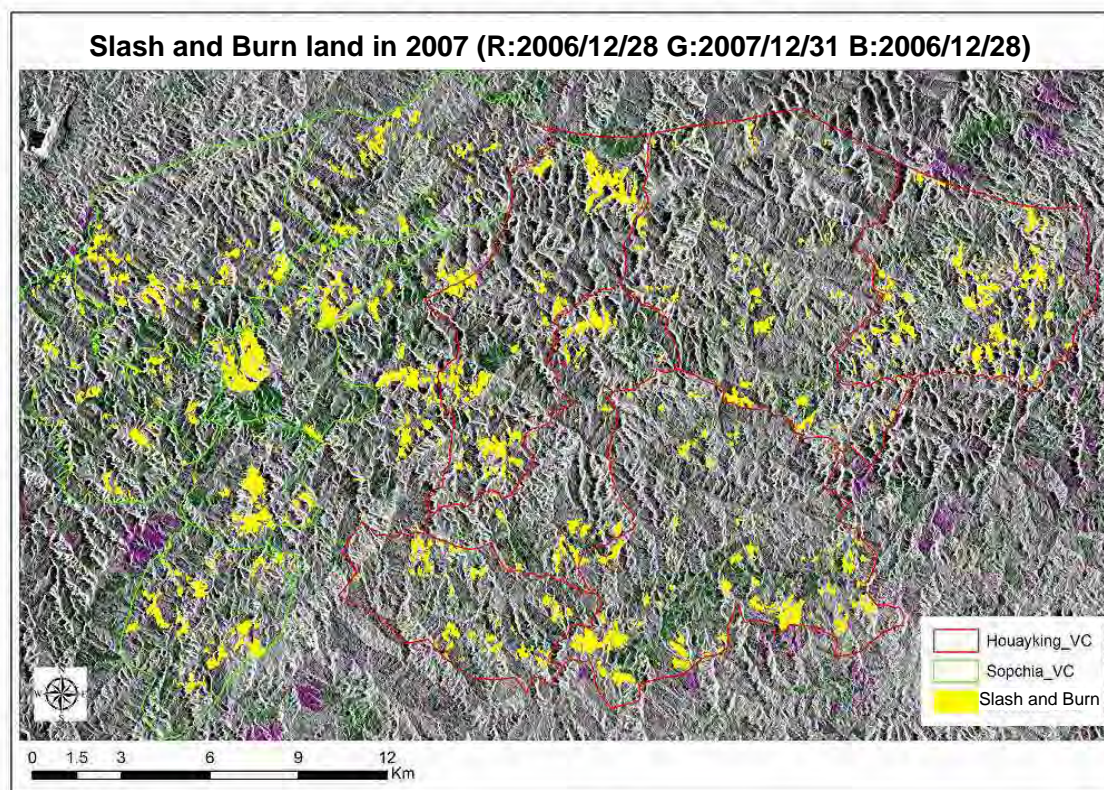 Slash and Burn land in 2007 (R:2006/12/28 G:2007/12/31 B:2006/12/28)
Houayking_VC
Sopchia_VC
Slash and Burn
0 1.5 3 6 9 12
Km